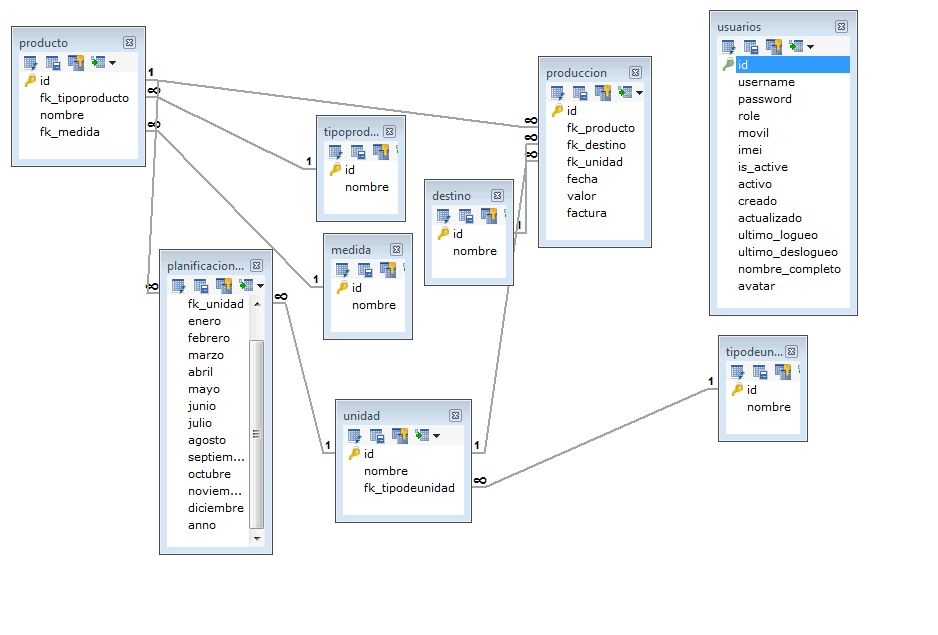 producto
id
fk_tipoproducto
nombre
fk_medida
tipoprod...
id
nombre
produccion
id
fk_producto
fk_destino
fk_unidad
fecha
valor
factura
usuarios
id
username
password
role
movil
imei
is_active
activo
creado
actualizado
ultimo_logueo
ultimo_deslogueo
nombre_completo
avatar
destino
id
nombre
medida
id
nombre
planificacion...
fk_unidad
enero
febrero
marzo
abril
mayo
junio
julio
agosto
septiem...
octubre
noviem...
diciembre
anno
unidad
id
nombre
fk_tipodeunidad
tipodeun...
id
nombre
1
∞
∞
1
1
∞
∞
∞
1
∞
∞
1
1
∞
1